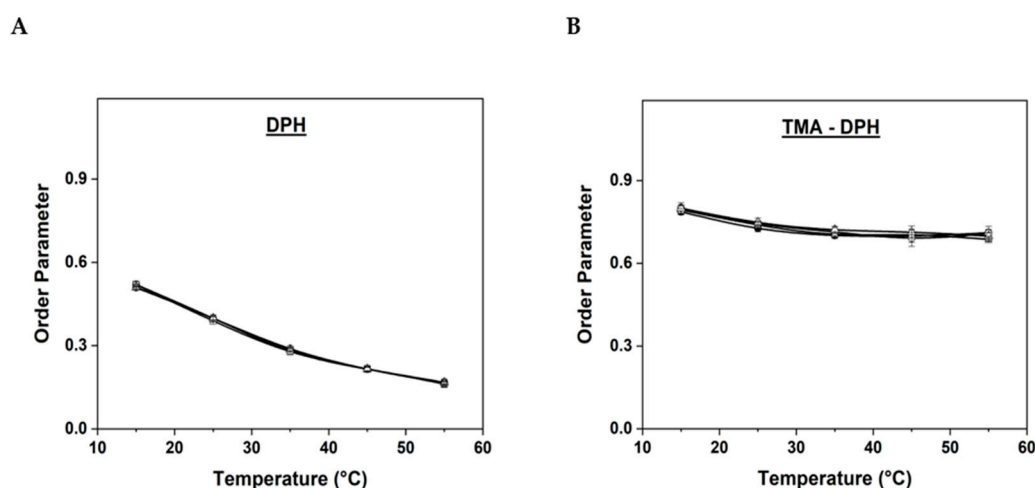 A
DPH
Order Parameter
0.9
0.6
0.3
0.0
10 20 30 40 50 60
Temperature (°C)
B
TMA - DPH
Order Parameter
0.9
0.6
0.3
0.0
10 20 30 40 50 60
Temperature (°C)